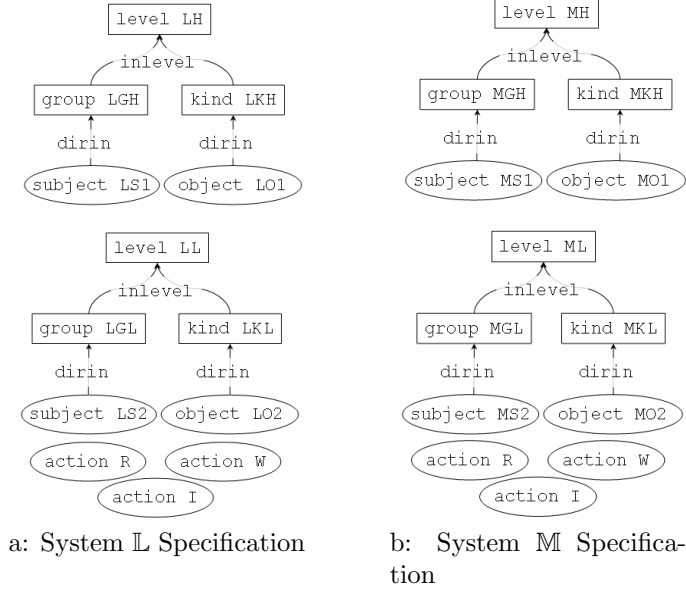 level LH
inlevel
group LGH
kind LKH
dirin
dirin
subject LS1
object LO1
level LL
inlevel
group LGL
kind LKL
dirin
dirin
subject LS2
object LO2
action R
action W
action I
a: System 𝕃 Specification
level MH
inlevel
group MGH
kind MKH
dirin
dirin
subject MS1
object MO1
level ML
inlevel
group MGL
kind MKL
dirin
dirin
subject MS2
object MO2
action R
action W
action I
b: System 𝕄 Specifica-
tion